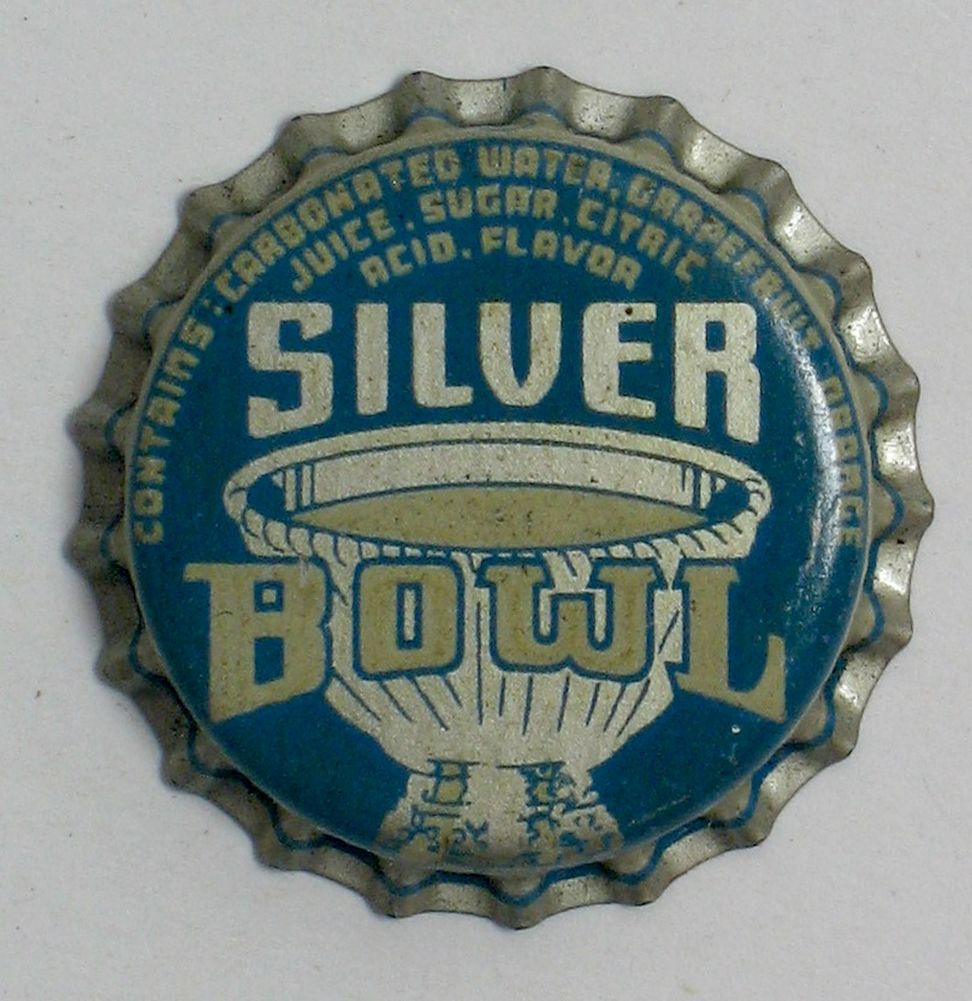 CONTAINS: CARBONATED WATER, GRAPEFRUIT, ORANGE
JUICE, SUGAR, CITRIC
ACID, FLAVOR
SILVER
BOWL